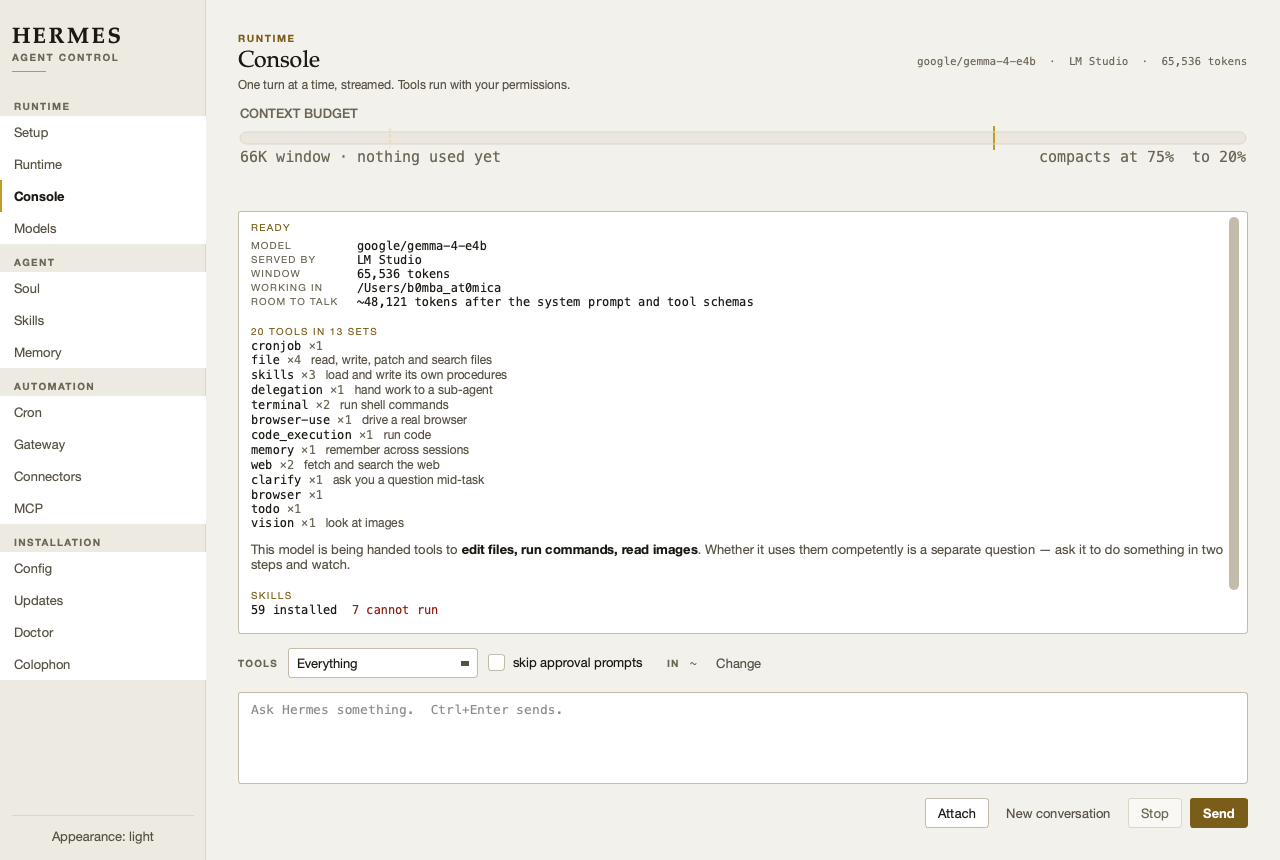 HERMES
AGENT CONTROL
RUNTIME
Setup
Runtime
Console
Models
AGENT
Soul
Skills
Memory
AUTOMATION
Cron
Gateway
Connectors
MCP
INSTALLATION
Config
Updates
Doctor
Colophon
Appearance: light
RUNTIME
Console
google/gemma-4-e4b · LM Studio · 65,536 tokens
One turn at a time, streamed. Tools run with your permissions.
CONTEXT BUDGET
66K window · nothing used yet
compacts at 75% to 20%
READY
MODEL google/gemma-4-e4b
SERVED BY LM Studio
WINDOW 65,536 tokens
WORKING IN /Users/b0mba_at0mica
ROOM TO TALK ~48,121 tokens after the system prompt and tool schemas
20 TOOLS IN 13 SETS
cronjob ×1
file ×4 read, write, patch and search files
skills ×3 load and write its own procedures
delegation ×1 hand work to a sub-agent
terminal ×2 run shell commands
browser-use ×1 drive a real browser
code_execution ×1 run code
memory ×1 remember across sessions
web ×2 fetch and search the web
clarify ×1 ask you a question mid-task
browser ×1
todo ×1
vision ×1 look at images
This model is being handed tools to edit files, run commands, read images. Whether it uses them competently is a separate question — ask it to do something in two
steps and watch.
SKILLS
59 installed 7 cannot run
TOOLS Everything skip approval prompts IN ~ Change
Ask Hermes something. Ctrl+Enter sends.
Attach New conversation Stop Send